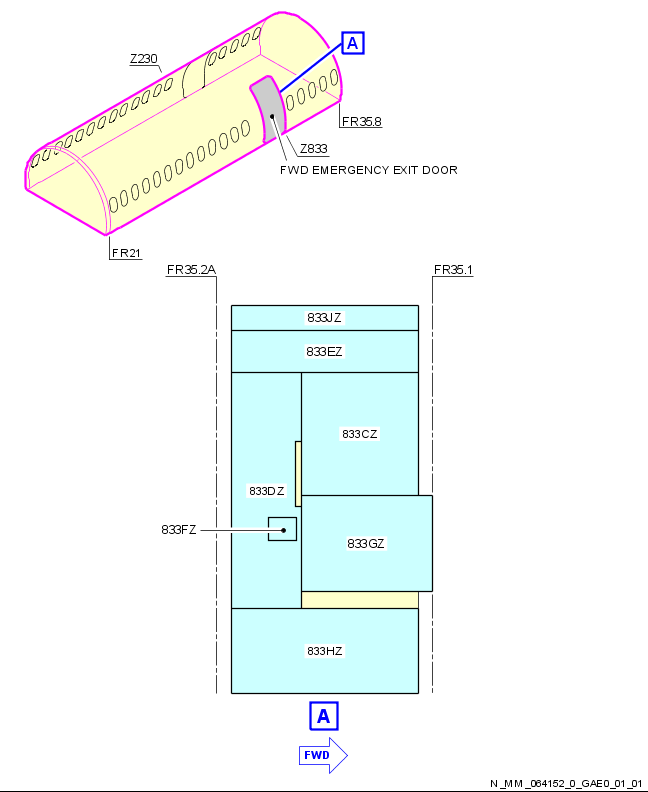 A
Z230
FR35.8
Z833
FWD EMERGENCY EXIT DOOR
FR21
FR35.2A
FR35.1
833JZ
833EZ
833CZ
833DZ
833FZ
833GZ
833HZ
A
FWD
N_MM_064152_0_GAE0_01_01